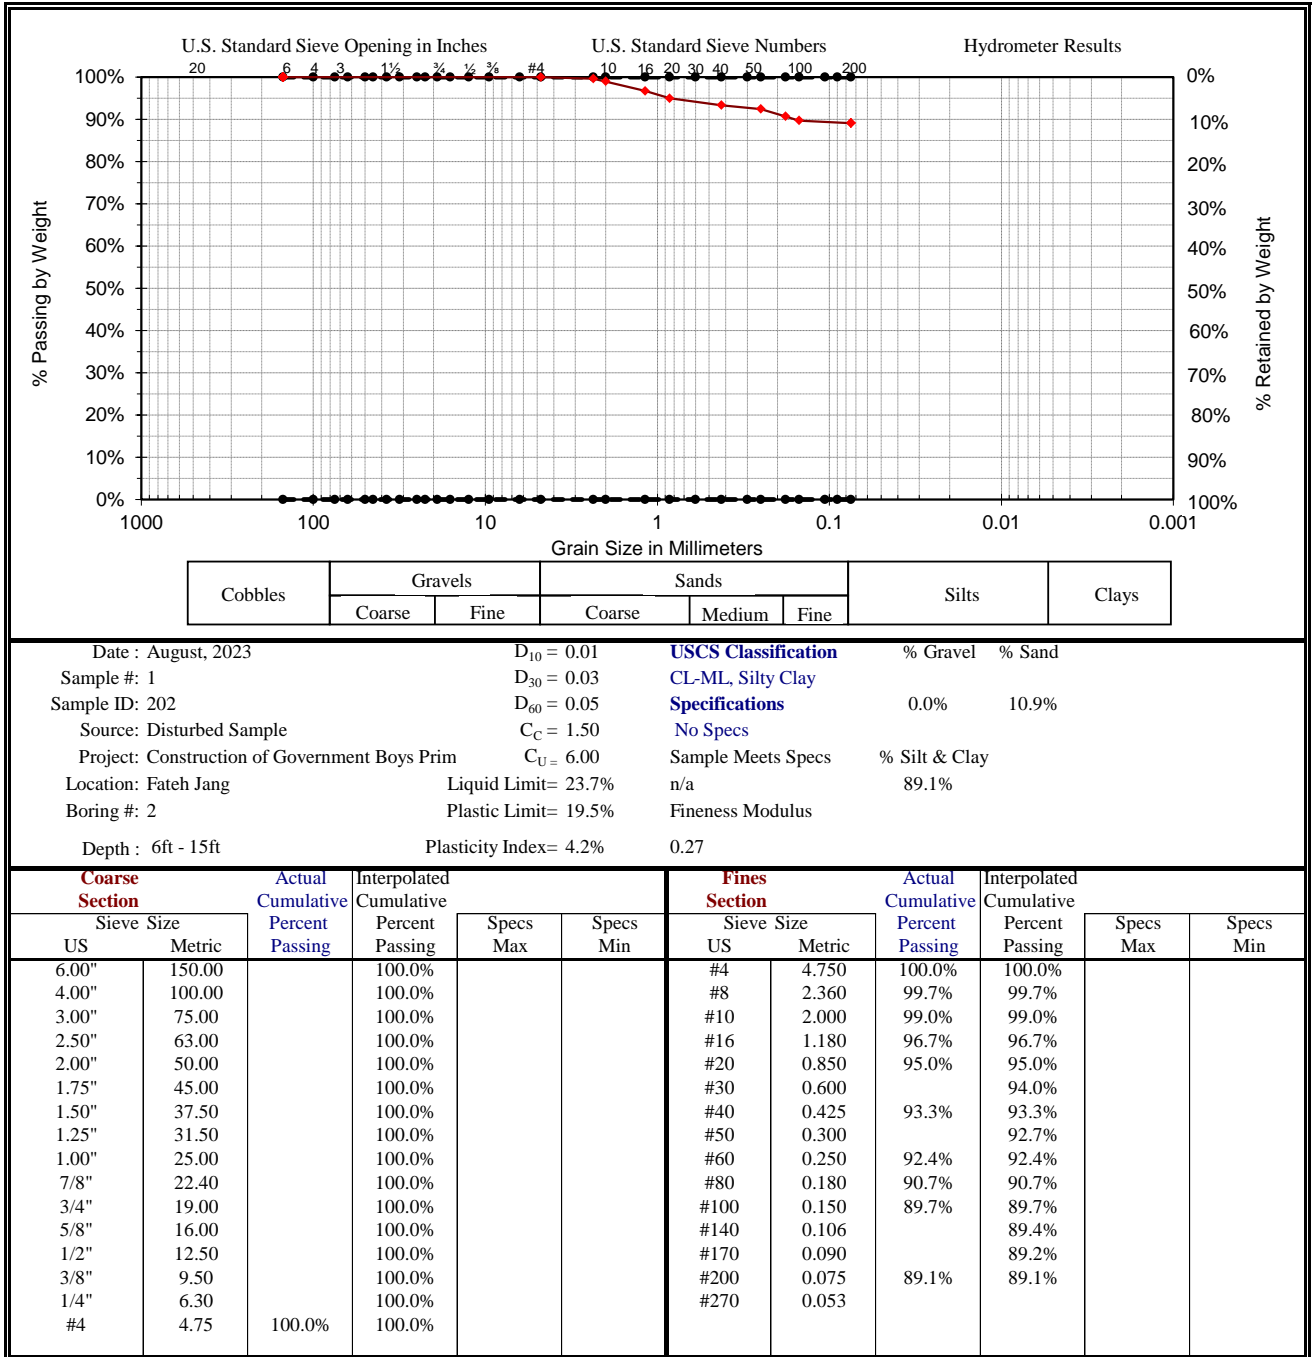 U.S. Standard Sieve Opening in Inches U.S. Standard Sieve Numbers Hydrometer Results
20 6 4 3 1½ ¾ ½ ⅜ #4 10 16 20 30 40 50 100 200
100% 0%
90% 10%
80% 20%
70% 30%
60% 40%
50% 50%
40% 60%
30% 70%
20% 80%
10% 90%
0% 100%
% Passing by Weight
% Retained by Weight
1000 100 10 1 0.1 0.01 0.001
Grain Size in Millimeters
Cobbles Gravels Sands Silts Clays
Coarse Fine Coarse Medium Fine
Date : August, 2023 D10 = 0.01 USCS Classification % Gravel % Sand
Sample #: 1 D30 = 0.03 CL-ML, Silty Clay
Sample ID: 202 D60 = 0.05 Specifications 0.0% 10.9%
Source: Disturbed Sample CC = 1.50 No Specs
Project: Construction of Government Boys Prim CU = 6.00 Sample Meets Specs % Silt & Clay
Location: Fateh Jang Liquid Limit= 23.7% n/a 89.1%
Boring #: 2 Plastic Limit= 19.5% Fineness Modulus
Depth : 6ft - 15ft Plasticity Index= 4.2% 0.27
Coarse Actual Interpolated Fines Actual Interpolated
Section Cumulative Cumulative Section Cumulative Cumulative
Sieve Size Percent Percent Specs Specs Sieve Size Percent Percent Specs Specs
US Metric Passing Passing Max Min US Metric Passing Passing Max Min
6.00" 150.00 100.0% #4 4.750 100.0% 100.0%
4.00" 100.00 100.0% #8 2.360 99.7% 99.7%
3.00" 75.00 100.0% #10 2.000 99.0% 99.0%
2.50" 63.00 100.0% #16 1.180 96.7% 96.7%
2.00" 50.00 100.0% #20 0.850 95.0% 95.0%
1.75" 45.00 100.0% #30 0.600 94.0%
1.50" 37.50 100.0% #40 0.425 93.3% 93.3%
1.25" 31.50 100.0% #50 0.300 92.7%
1.00" 25.00 100.0% #60 0.250 92.4% 92.4%
7/8" 22.40 100.0% #80 0.180 90.7% 90.7%
3/4" 19.00 100.0% #100 0.150 89.7% 89.7%
5/8" 16.00 100.0% #140 0.106 89.4%
1/2" 12.50 100.0% #170 0.090 89.2%
3/8" 9.50 100.0% #200 0.075 89.1% 89.1%
1/4" 6.30 100.0% #270 0.053
#4 4.75 100.0% 100.0%